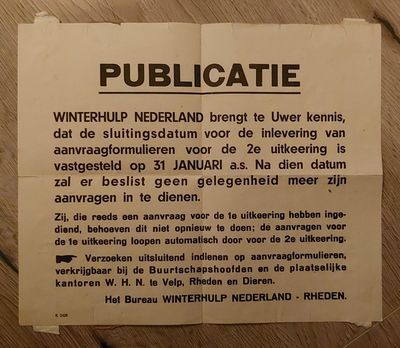 PUBLICATIE
WINTERHULP NEDERLAND brengt te Uwer kennis,
dat de sluitingsdatum voor de inlevering van
aanvraagformulieren voor de 2e uitkeering is
vastgesteld op 31 JANUARI a.s. Na dien datum
zal er beslist geen gelegenheid meer zijn
aanvragen in te dienen.
Zij, die reeds een aanvraag voor de 1e uitkeering hebben inge-
diend, behoeven dit niet opnieuw te doen; de aanvragen voor
de 1e uitkeering loopen automatisch door voor de 2e uitkeering.
☛ Verzoeken uitsluitend indienen op aanvraagformulieren,
verkrijgbaar bij de Buurtschapshoofden en de plaatselijke
kantoren W. H. N. te Velp, Rheden en Dieren.
Het Bureau WINTERHULP NEDERLAND - RHEDEN.